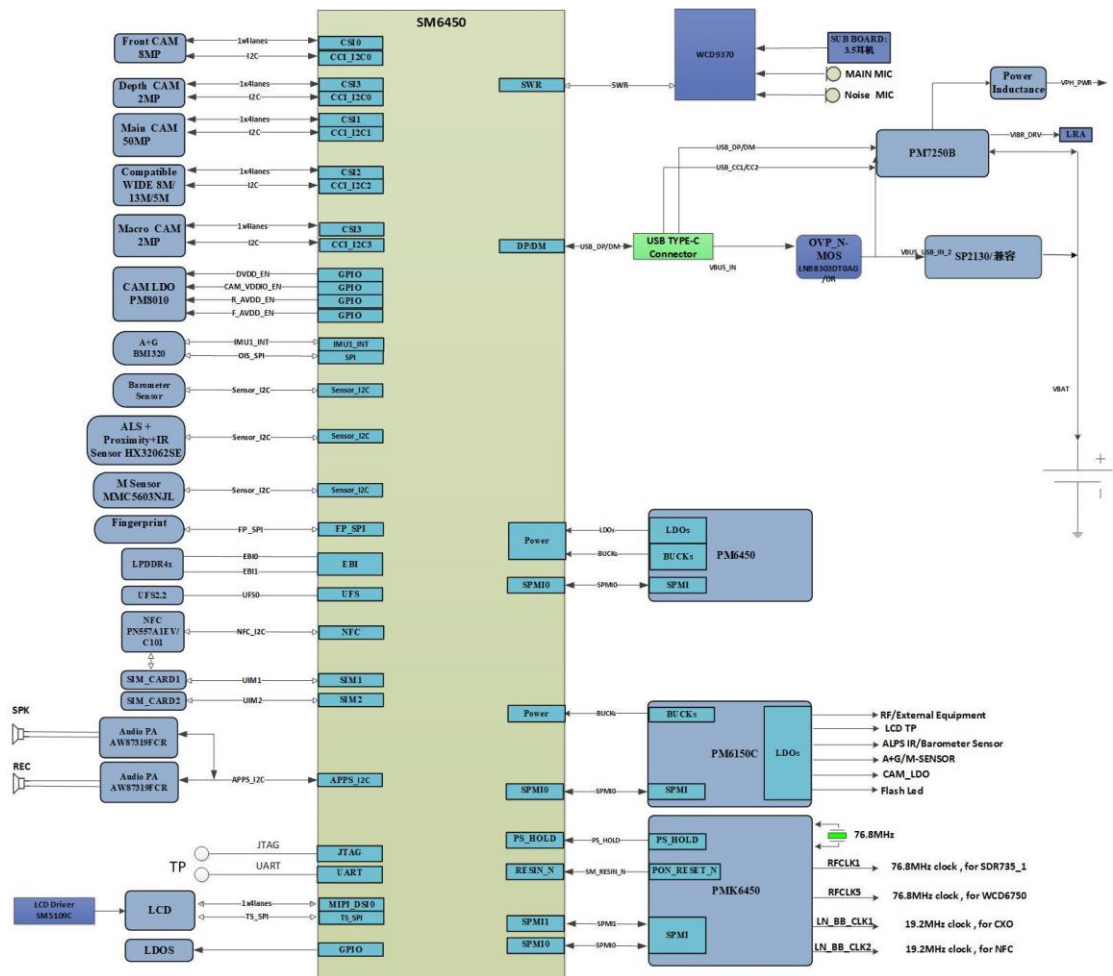 SM6450
Front CAM
8MP
1x4lanes
I2C
CSI0
CCI_I2C0
Depth CAM
2MP
1x4lanes
I2C
CSI3
CCI_I2C0
Main CAM
50MP
1x4lanes
I2C
CSI1
CCI_I2C1
Compatible
WIDE 8M/
13M/5M
1x4lanes
I2C
CSI2
CCI_I2C2
Macro CAM
2MP
1x4lanes
I2C
CSI3
CCI_I2C3
CAM LDO
PM8010
DVDD_EN
CAM_VDDIO_EN
R_AVDD_EN
F_AVDD_EN
GPIO
GPIO
GPIO
GPIO
A+G
BMI320
IMU1_INT
OIS_SPI
IMU1_INT
SPI
Barometer
Sensor
Sensor_I2C
Sensor_I2C
ALS +
Proximity+IR
Sensor HX32062SE
Sensor_I2C
Sensor_I2C
M Sensor
MMC5603NJL
Sensor_I2C
Sensor_I2C
Fingerprint
FP_SPI
FP_SPI
LPDDR4x
EBI0
EBI1
EBI
UFS2.2
UFS0
UFS
NFC
PN557A1EV/
C101
NFC_I2C
NFC
SIM_CARD1
UIM1
SIM1
SIM_CARD2
UIM2
SIM2
SPK
Audio PA
AW87319FCR
REC
Audio PA
AW87319FCR
APPS_I2C
APPS_I2C
TP
JTAG
UART
JTAG
UART
LCD Driver
SM5109C
LCD
1x4lanes
TS_SPI
MIPI_DSI0
TS_SPI
LDOS
GPIO
SWR
SWR
WCD9370
SUB BOARD:
3.5耳机
MAIN MIC
Noise MIC
Power
Inductance
VPH_PWR
PM7250B
VIBR_DRV
LRA
USB_DP/DM
USB_CC1/CC2
DP/DM
USB_DP/DM
USB TYPE-C
Connector
VBUS_IN
OVP_N-
MOS
LNB8303DT0AG
/OR
VBUS_USB_IN_2
SP2130/兼容
VBAT
+
−
Power
LDOs
BUCKs
LDOs
BUCKs
PM6450
SPMI0
SPMI0
SPMI
Power
BUCKs
BUCKs
PM6150C
LDOs
SPMI0
SPMI0
SPMI
RF/External Equipment
LCD TP
ALPS IR/Barometer Sensor
A+G/M-SENSOR
CAM_LDO
Flash Led
PS_HOLD
PS_HOLD
PS_HOLD
RESIN_N
SM_RESIN_N
PON_RESET_N
PMK6450
SPMI1
SPMI1
SPMI0
SPMI0
SPMI
76.8MHz
RFCLK1
76.8MHz clock , for SDR735_1
RFCLK5
76.8MHz clock , for WCD6750
LN_BB_CLK1
19.2MHz clock , for CXO
LN_BB_CLK2
19.2MHz clock , for NFC